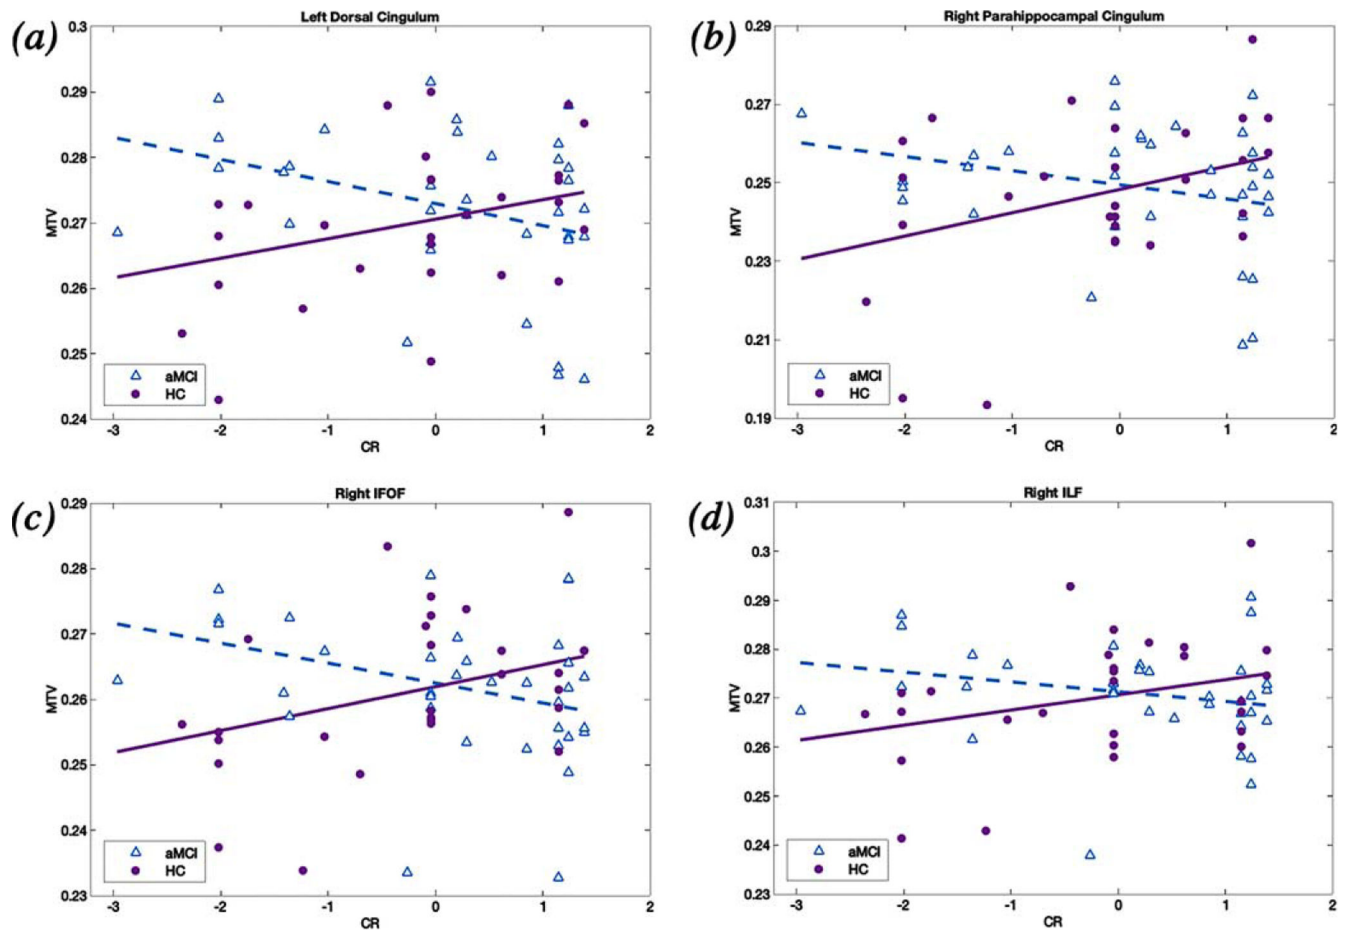 (a)
Left Dorsal Cingulum
0.3
0.29
0.28
0.27
0.26
0.25
0.24
MTV
-3 -2 -1 0 1 2
CR
aMCI
HC
(b)
Right Parahippocampal Cingulum
0.29
0.27
0.25
0.23
0.21
0.19
MTV
-3 -2 -1 0 1 2
CR
aMCI
HC
(c)
Right IFOF
0.29
0.28
0.27
0.26
0.25
0.24
0.23
MTV
-3 -2 -1 0 1 2
CR
aMCI
HC
(d)
Right ILF
0.31
0.3
0.29
0.28
0.27
0.26
0.25
0.24
0.23
MTV
-3 -2 -1 0 1 2
CR
aMCI
HC